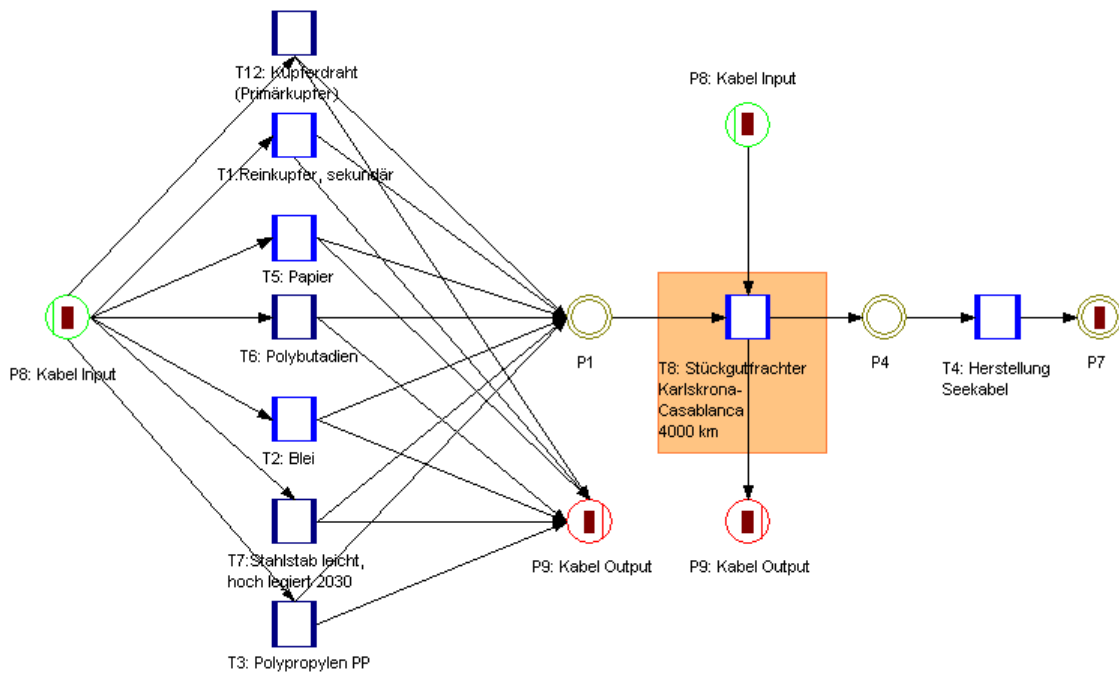 T12: Kupferdraht
(Primärkupfer)
P8: Kabel Input
T1:Reinkupfer, sekundär
T5: Papier
T6: Polybutadien
P8: Kabel Input
P1
T8: Stückgutfrachter
Karlskrona-
Casablanca
4000 km
P4
T4: Herstellung
Seekabel
P7
T2: Blei
T7:Stahlstab leicht,
hoch legiert 2030
P9: Kabel Output
P9: Kabel Output
T3: Polypropylen PP